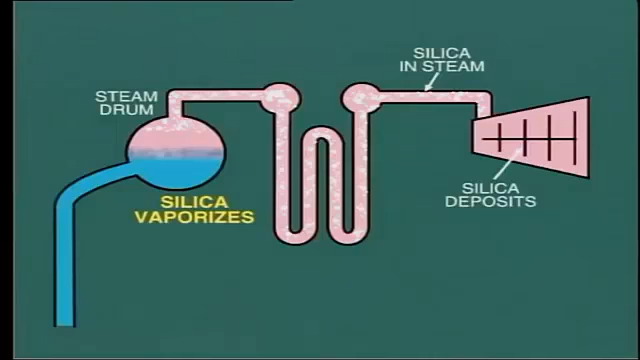 SILICA
IN STEAM
STEAM
DRUM
SILICA
VAPORIZES
SILICA
DEPOSITS